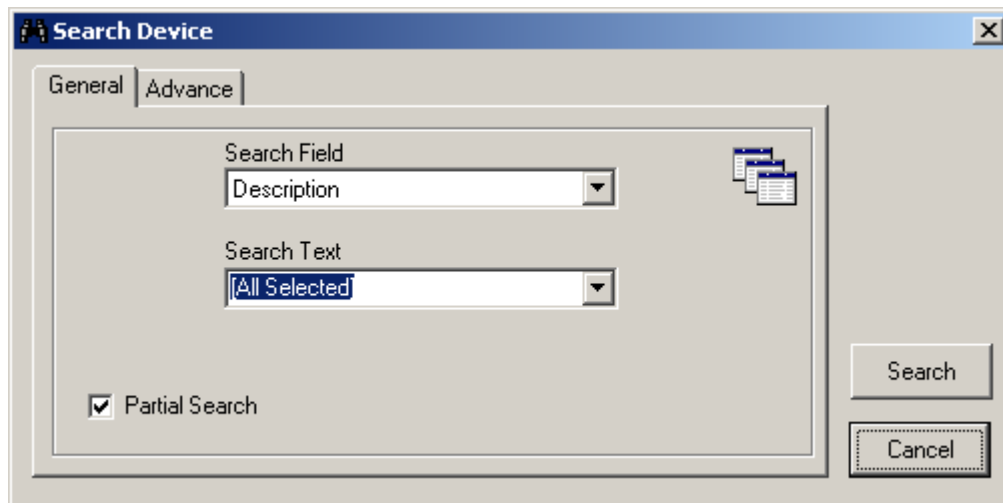 Search Device
General
Advance
Search Field
Description
Search Text
[All Selected]
Partial Search
Search
Cancel